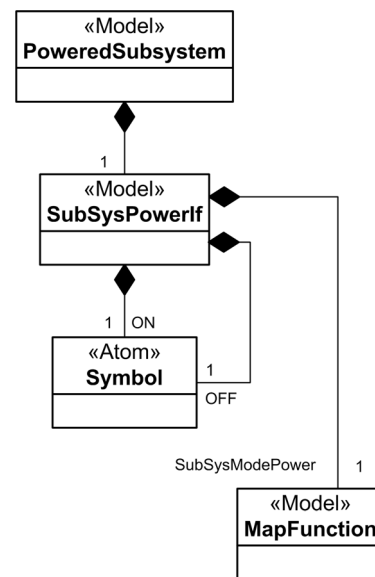 «Model»
PoweredSubsystem
1
«Model»
SubSysPowerIf
1 ON
«Atom»
Symbol
1
OFF
SubSysModePower 1
«Model»
MapFunction